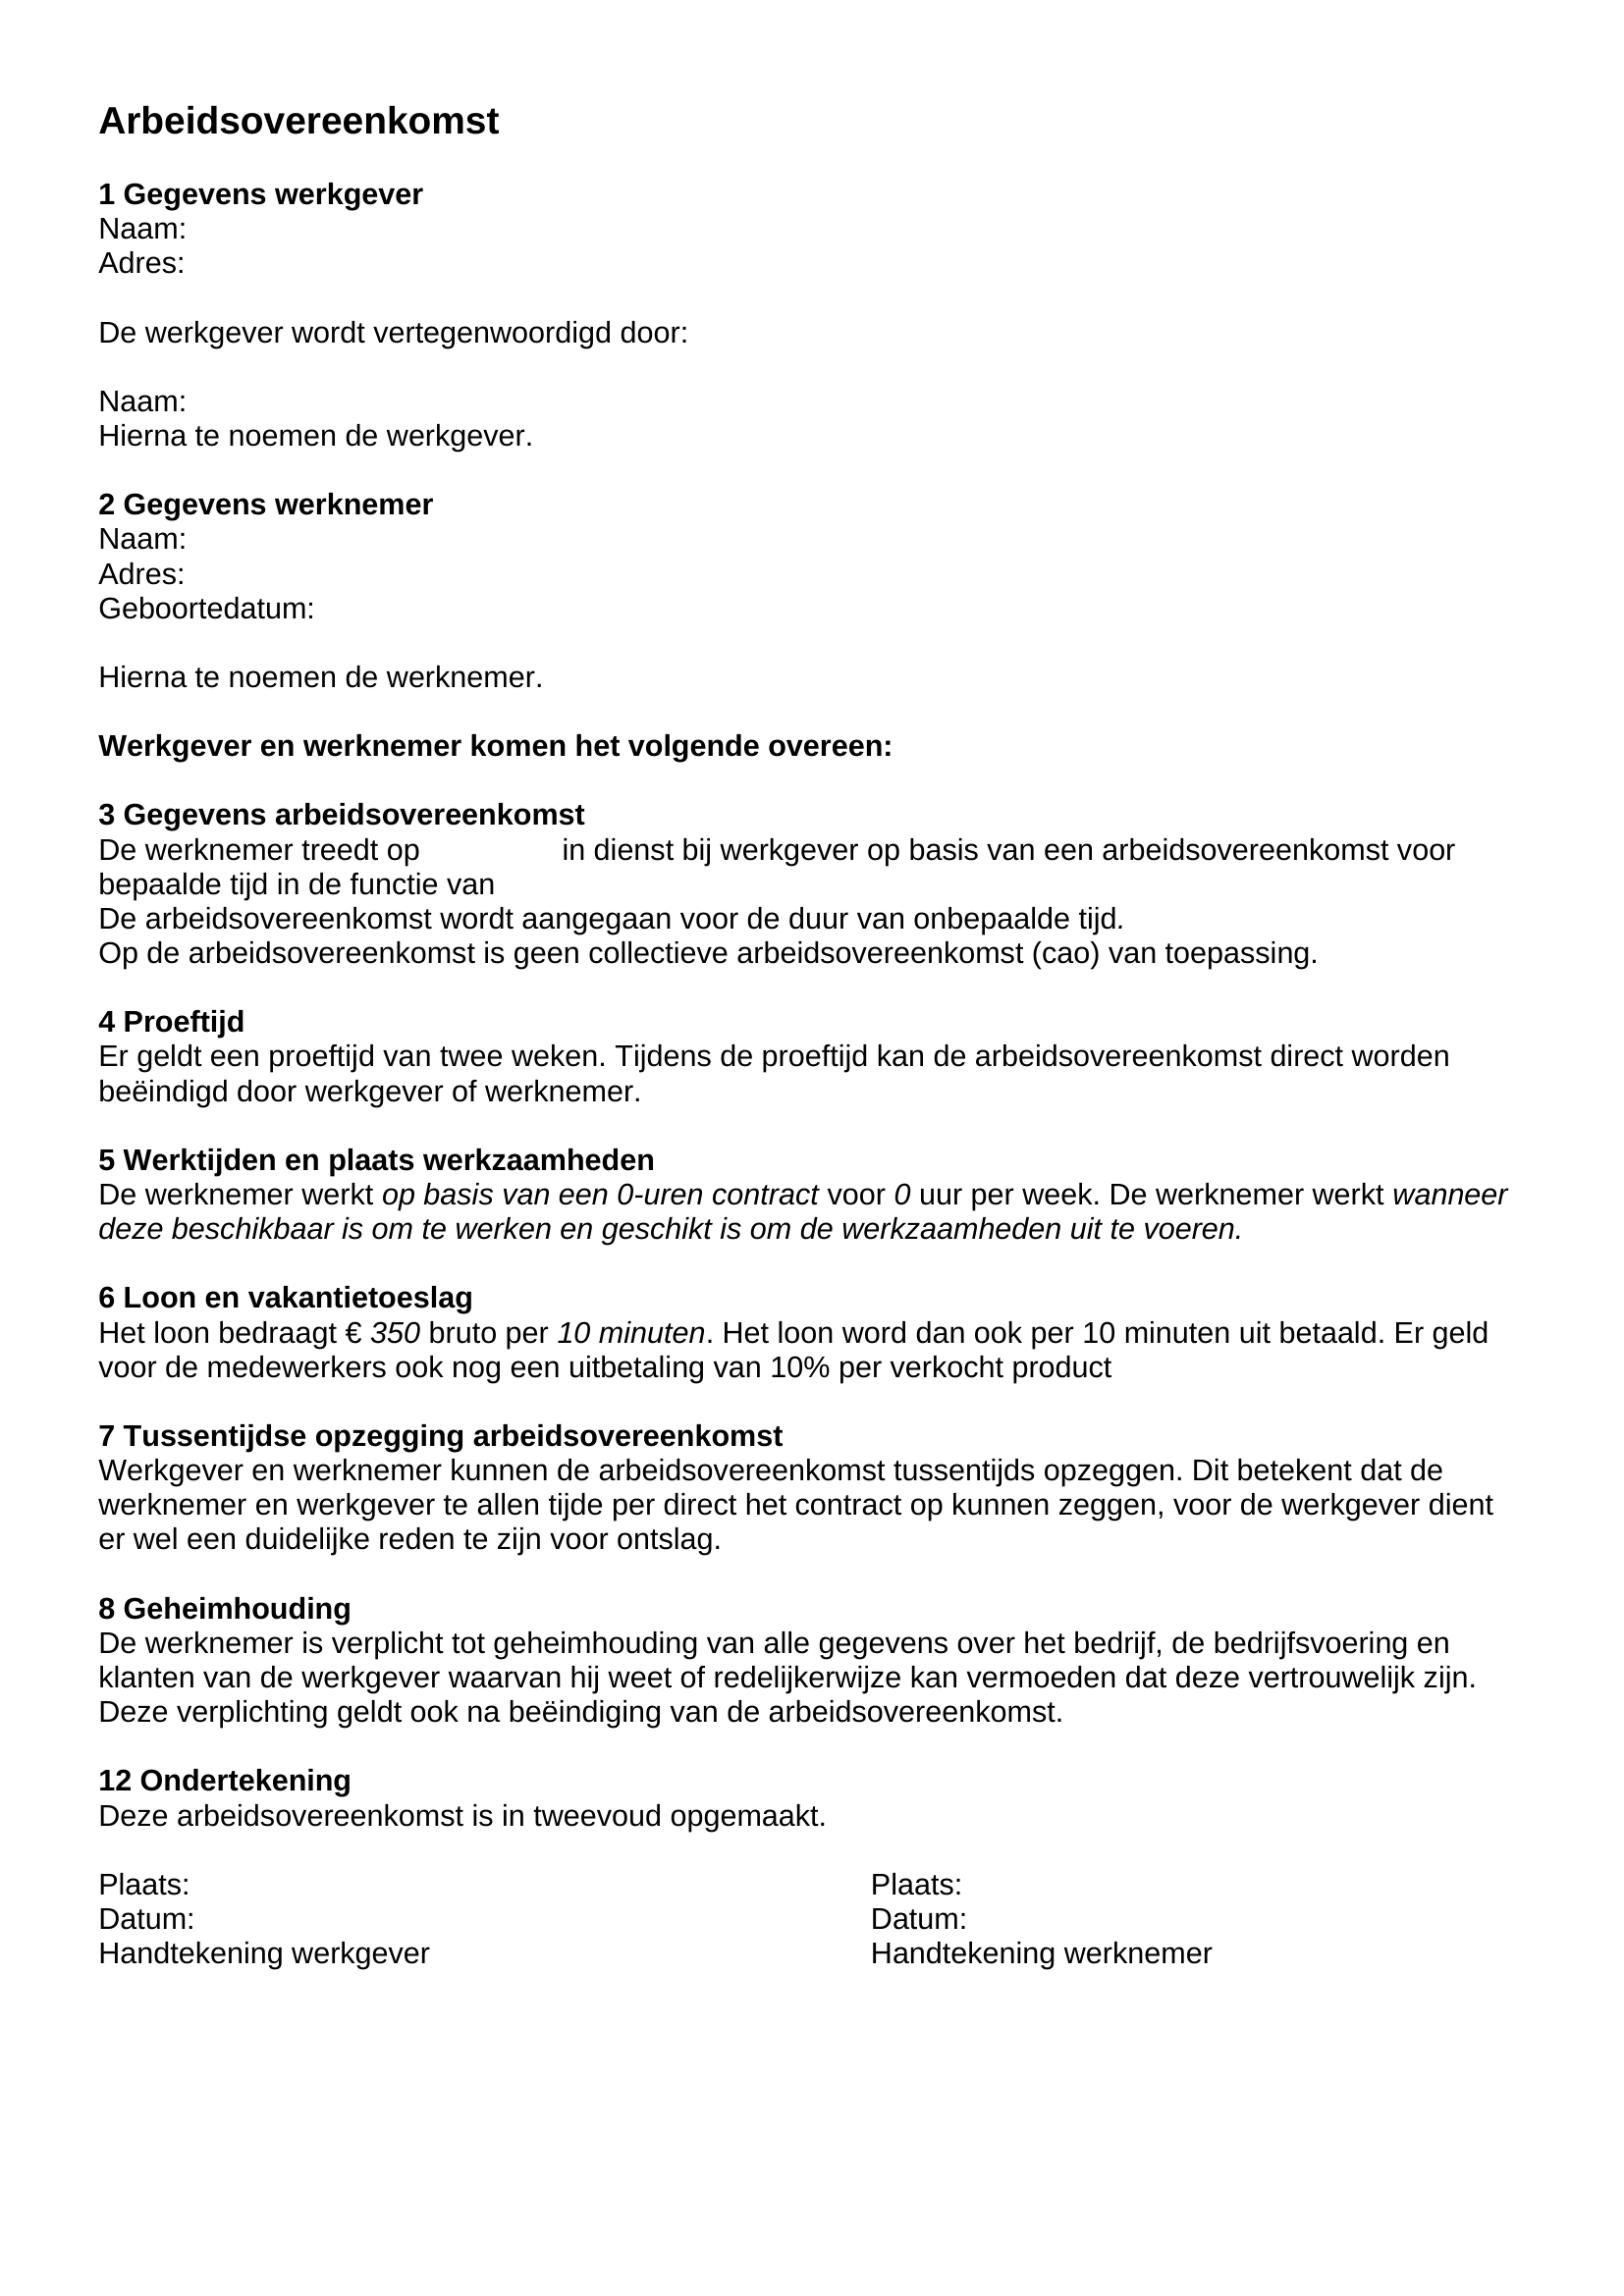 Arbeidsovereenkomst
1 Gegevens werkgever
Naam:
Adres:
De werkgever wordt vertegenwoordigd door:
Naam:
Hierna te noemen de werkgever.
2 Gegevens werknemer
Naam:
Adres:
Geboortedatum:
Hierna te noemen de werknemer.
Werkgever en werknemer komen het volgende overeen:
3 Gegevens arbeidsovereenkomst
De werknemer treedt op in dienst bij werkgever op basis van een arbeidsovereenkomst voor
bepaalde tijd in de functie van
De arbeidsovereenkomst wordt aangegaan voor de duur van onbepaalde tijd.
Op de arbeidsovereenkomst is geen collectieve arbeidsovereenkomst (cao) van toepassing.
4 Proeftijd
Er geldt een proeftijd van twee weken. Tijdens de proeftijd kan de arbeidsovereenkomst direct worden
beëindigd door werkgever of werknemer.
5 Werktijden en plaats werkzaamheden
De werknemer werkt op basis van een 0-uren contract voor 0 uur per week. De werknemer werkt wanneer
deze beschikbaar is om te werken en geschikt is om de werkzaamheden uit te voeren.
6 Loon en vakantietoeslag
Het loon bedraagt € 350 bruto per 10 minuten. Het loon word dan ook per 10 minuten uit betaald. Er geld
voor de medewerkers ook nog een uitbetaling van 10% per verkocht product
7 Tussentijdse opzegging arbeidsovereenkomst
Werkgever en werknemer kunnen de arbeidsovereenkomst tussentijds opzeggen. Dit betekent dat de
werknemer en werkgever te allen tijde per direct het contract op kunnen zeggen, voor de werkgever dient
er wel een duidelijke reden te zijn voor ontslag.
8 Geheimhouding
De werknemer is verplicht tot geheimhouding van alle gegevens over het bedrijf, de bedrijfsvoering en
klanten van de werkgever waarvan hij weet of redelijkerwijze kan vermoeden dat deze vertrouwelijk zijn.
Deze verplichting geldt ook na beëindiging van de arbeidsovereenkomst.
12 Ondertekening
Deze arbeidsovereenkomst is in tweevoud opgemaakt.
Plaats: Plaats:
Datum: Datum:
Handtekening werkgever Handtekening werknemer